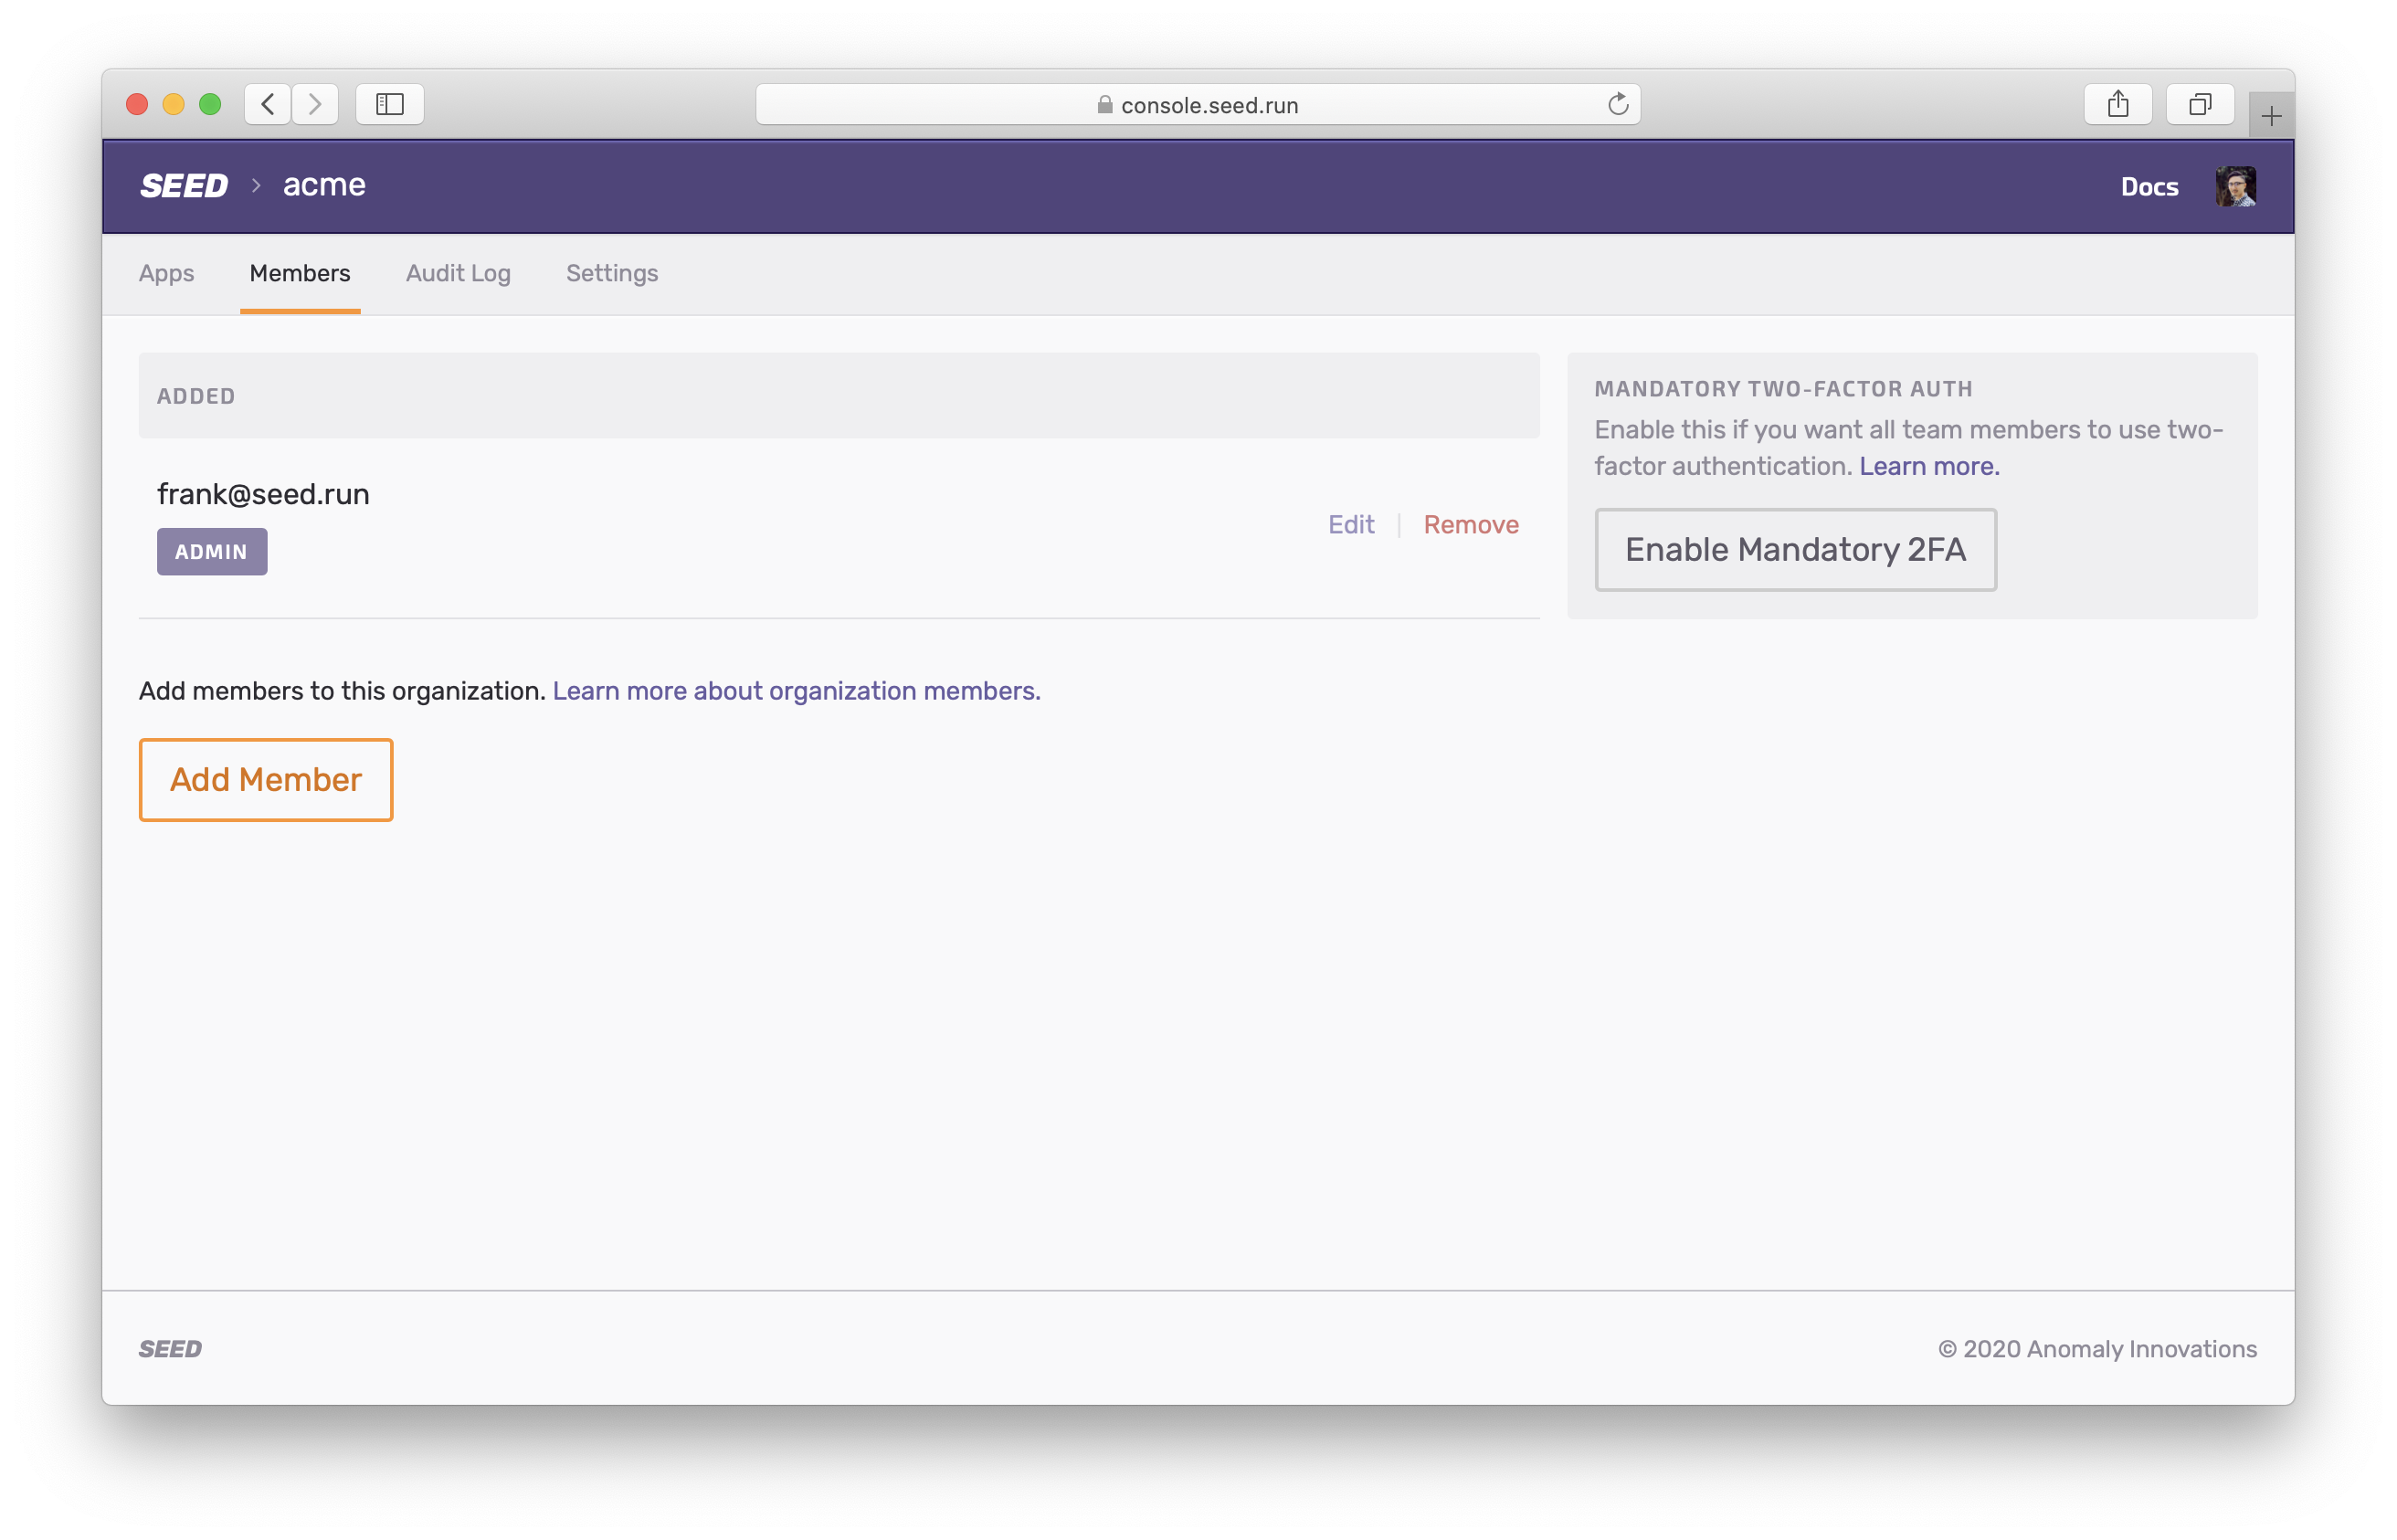 console.seed.run
SEED > acme
Docs
Apps
Members
Audit Log
Settings
ADDED
frank@seed.run
ADMIN
Edit | Remove
MANDATORY TWO-FACTOR AUTH
Enable this if you want all team members to use two-
factor authentication. Learn more.
Enable Mandatory 2FA
Add members to this organization. Learn more about organization members.
Add Member
SEED
© 2020 Anomaly Innovations